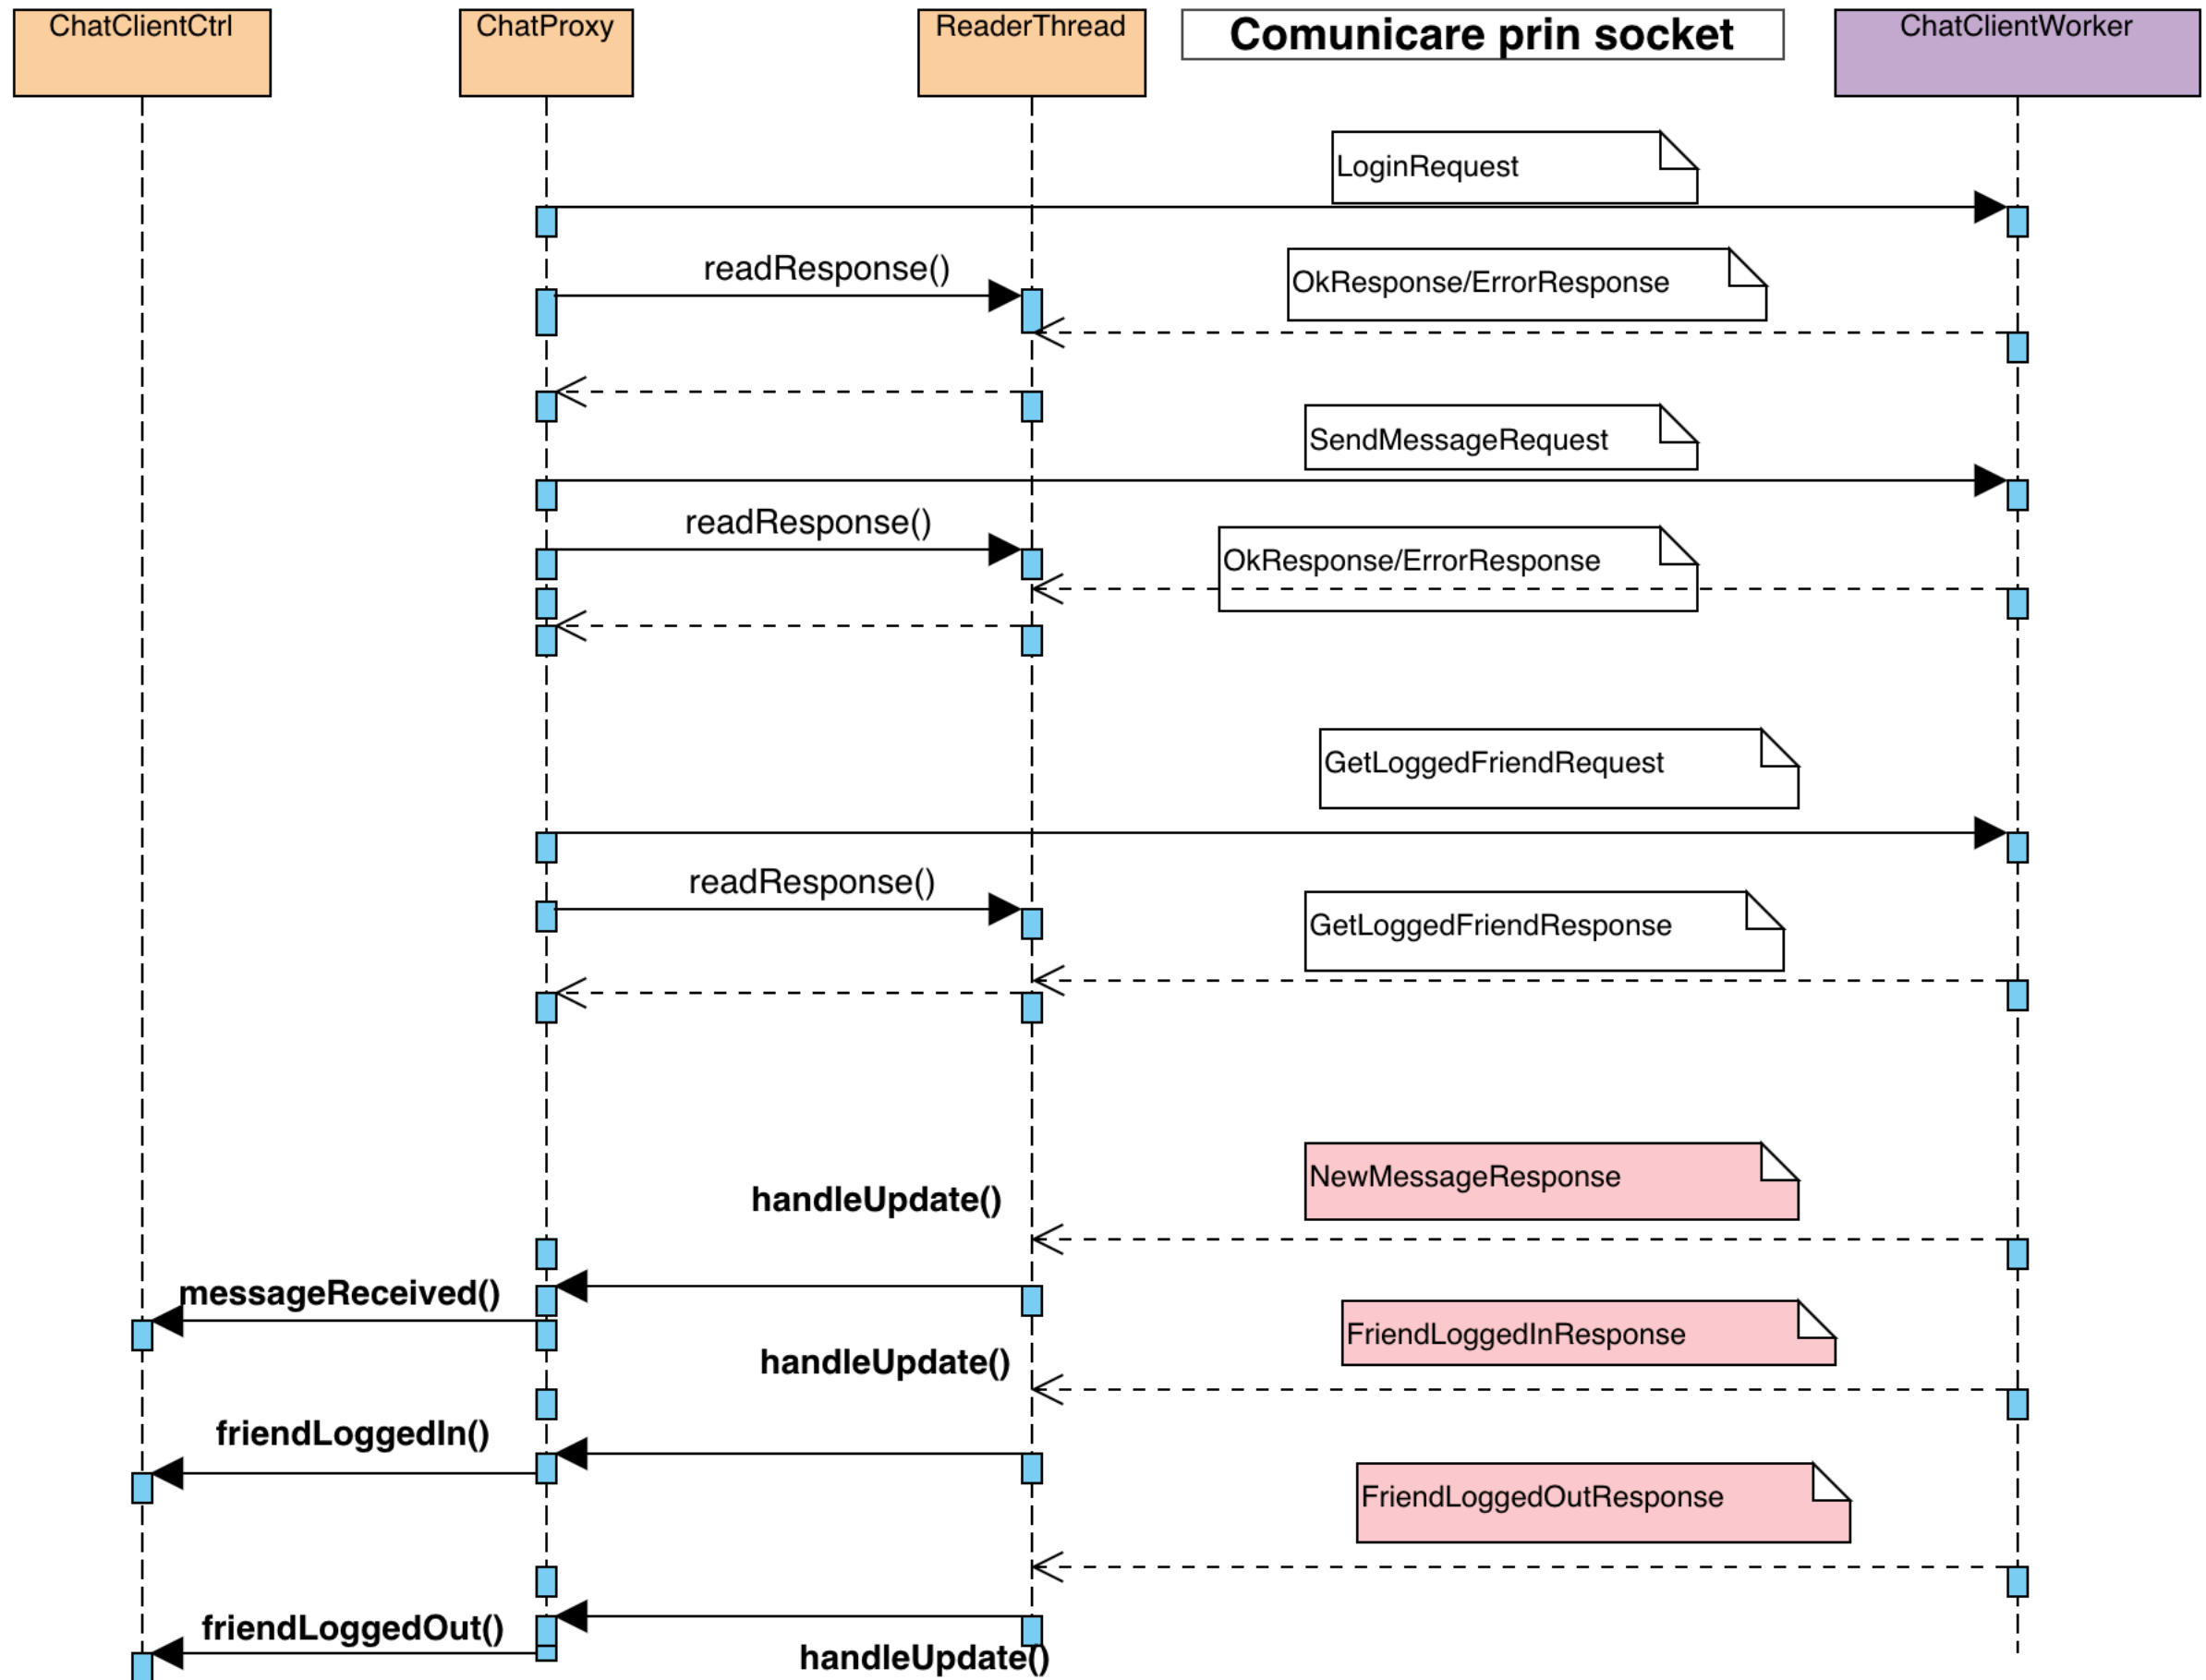 ChatClientCtrl
ChatProxy
ReaderThread
Comunicare prin socket
ChatClientWorker
LoginRequest
readResponse()
OkResponse/ErrorResponse
SendMessageRequest
readResponse()
OkResponse/ErrorResponse
GetLoggedFriendRequest
readResponse()
GetLoggedFriendResponse
NewMessageResponse
handleUpdate()
messageReceived()
FriendLoggedInResponse
handleUpdate()
friendLoggedIn()
FriendLoggedOutResponse
friendLoggedOut()
handleUpdate()